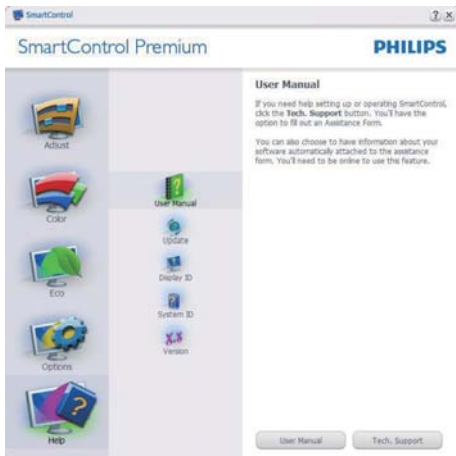 SmartControl
? x
SmartControl Premium
PHILIPS
Adjust
Color
Eco
Options
Help
User Manual
Update
Display ID
System ID
Version
User Manual
If you need help setting up or operating SmartControl,
click the Tech. Support button. You'll have the
option to fill out an Assistance Form.
You can also choose to have information about your
software automatically attached to the assistance
form. You'll need to be online to use this feature.
User Manual
Tech. Support